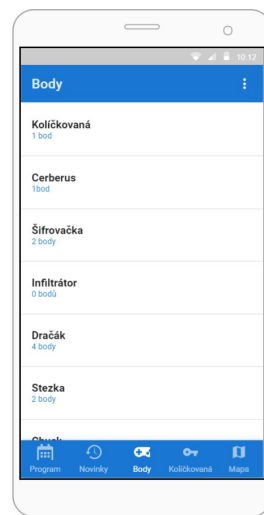 10:12
Body
Kolíčkovaná
1 bod
Cerberus
1bod
Šifrovačka
2 body
Infiltrátor
0 bodů
Dračák
4 body
Stezka
2 body
Chuck
Program
Novinky
Body
Kolíčkovaná
Mapa